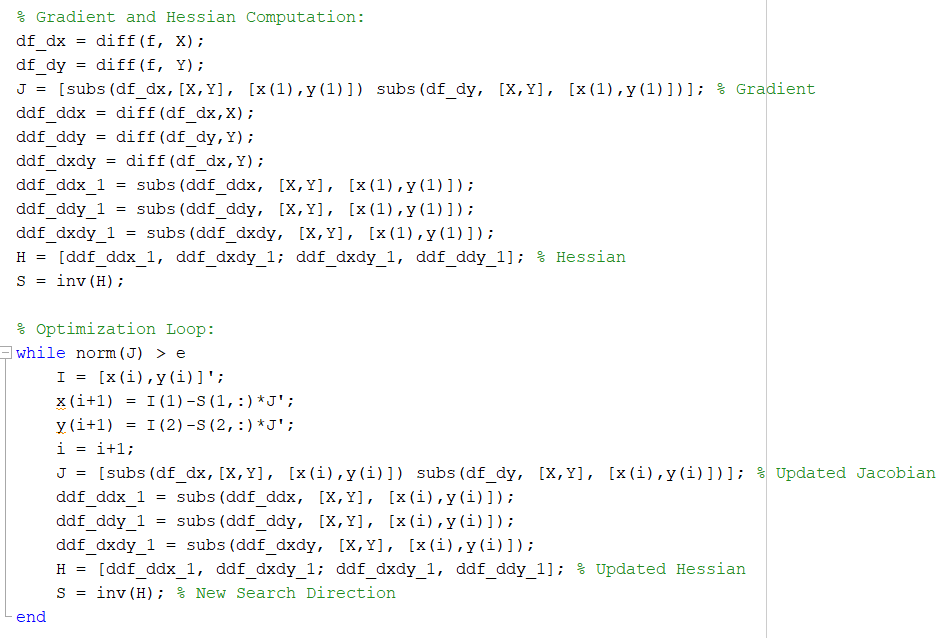 % Gradient and Hessian Computation:
df_dx = diff(f, X);
df_dy = diff(f, Y);
J = [subs(df_dx,[X,Y], [x(1),y(1)]) subs(df_dy, [X,Y], [x(1),y(1)])]; % Gradient
ddf_ddx = diff(df_dx,X);
ddf_ddy = diff(df_dy,Y);
ddf_dxdy = diff(df_dx,Y);
ddf_ddx_1 = subs(ddf_ddx, [X,Y], [x(1),y(1)]);
ddf_ddy_1 = subs(ddf_ddy, [X,Y], [x(1),y(1)]);
ddf_dxdy_1 = subs(ddf_dxdy, [X,Y], [x(1),y(1)]);
H = [ddf_ddx_1, ddf_dxdy_1; ddf_dxdy_1, ddf_ddy_1]; % Hessian
S = inv(H);

% Optimization Loop:
while norm(J) > e
    I = [x(i),y(i)]';
    x(i+1) = I(1)-S(1,:)*J';
    y(i+1) = I(2)-S(2,:)*J';
    i = i+1;
    J = [subs(df_dx,[X,Y], [x(i),y(i)]) subs(df_dy, [X,Y], [x(i),y(i)])]; % Updated Jacobian
    ddf_ddx_1 = subs(ddf_ddx, [X,Y], [x(i),y(i)]);
    ddf_ddy_1 = subs(ddf_ddy, [X,Y], [x(i),y(i)]);
    ddf_dxdy_1 = subs(ddf_dxdy, [X,Y], [x(i),y(i)]);
    H = [ddf_ddx_1, ddf_dxdy_1; ddf_dxdy_1, ddf_ddy_1]; % Updated Hessian
    S = inv(H); % New Search Direction
end